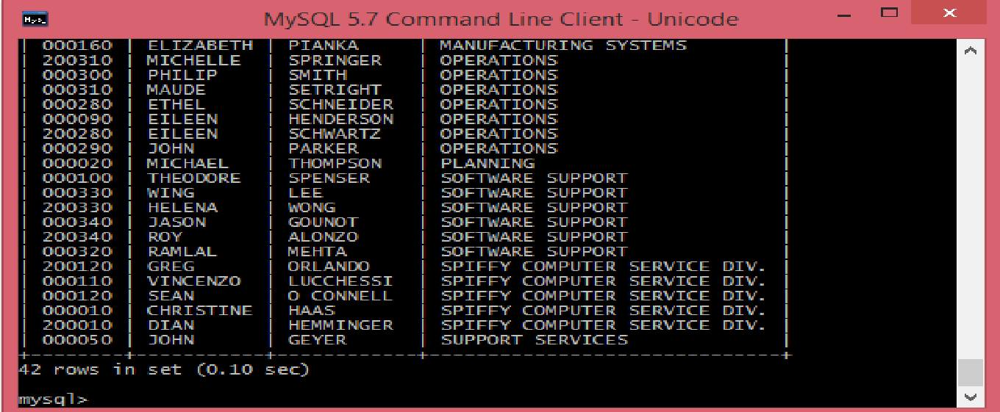 MySQL 5.7 Command Line Client - Unicode
| 000160 | ELIZABETH | PIANKA | MANUFACTURING SYSTEMS |
| 200310 | MICHELLE | SPRINGER | OPERATIONS |
| 000300 | PHILIP | SMITH | OPERATIONS |
| 000310 | MAUDE | SETRIGHT | OPERATIONS |
| 000280 | ETHEL | SCHNEIDER | OPERATIONS |
| 000090 | EILEEN | HENDERSON | OPERATIONS |
| 200280 | EILEEN | SCHWARTZ | OPERATIONS |
| 000290 | JOHN | PARKER | OPERATIONS |
| 000020 | MICHAEL | THOMPSON | PLANNING |
| 000100 | THEODORE | SPENSER | SOFTWARE SUPPORT |
| 000330 | WING | LEE | SOFTWARE SUPPORT |
| 200330 | HELENA | WONG | SOFTWARE SUPPORT |
| 000340 | JASON | GOUNOT | SOFTWARE SUPPORT |
| 200340 | ROY | ALONZO | SOFTWARE SUPPORT |
| 000320 | RAMLAL | MEHTA | SOFTWARE SUPPORT |
| 200120 | GREG | ORLANDO | SPIFFY COMPUTER SERVICE DIV. |
| 000110 | VINCENZO | LUCCHESSI | SPIFFY COMPUTER SERVICE DIV. |
| 000120 | SEAN | O CONNELL | SPIFFY COMPUTER SERVICE DIV. |
| 000010 | CHRISTINE | HAAS | SPIFFY COMPUTER SERVICE DIV. |
| 200010 | DIAN | HEMMINGER | SPIFFY COMPUTER SERVICE DIV. |
| 000050 | JOHN | GEYER | SUPPORT SERVICES |
+--------+-----------+-----------+------------------------------+
42 rows in set (0.10 sec)
mysql>